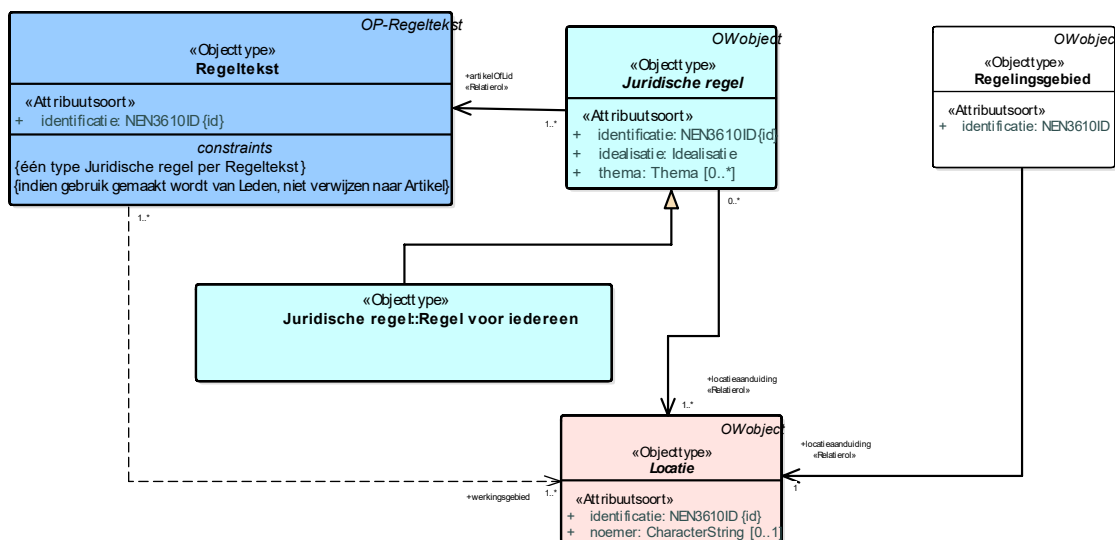 OP-Regeltekst
«Objecttype»
Regeltekst
«Attribuutsoort»
+ identificatie: NEN3610ID {id}
constraints
{één type Juridische regel per Regeltekst}
{indien gebruik gemaakt wordt van Leden, niet verwijzen naar Artikel}
1..*
+artikelOfLid
«Relatierol»
1..*
OWobject
«Objecttype»
Juridische regel
«Attribuutsoort»
+ identificatie: NEN3610ID {id}
+ idealisatie: Idealisatie
+ thema: Thema [0..*]
0..*
OWobjec
«Objecttype»
Regelingsgebied
«Attribuutsoort»
+ identificatie: NEN3610ID
«Objecttype»
Juridische regel::Regel voor iedereen
+locatieaanduiding
«Relatierol»
1..*
OWobject
«Objecttype»
Locatie
«Attribuutsoort»
+ identificatie: NEN3610ID {id}
+ noemer: CharacterString [0..1]
+locatieaanduiding
«Relatierol»
1
+werkingsgebied
1..*